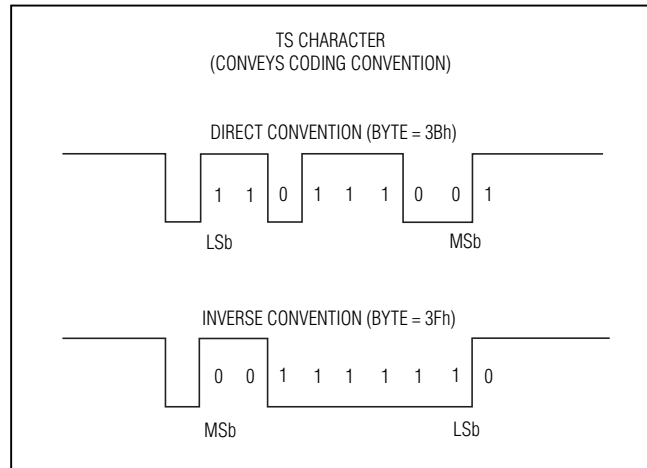 TS CHARACTER
(CONVEYS CODING CONVENTION)
DIRECT CONVENTION (BYTE = 3Bh)
1 1 0 1 1 1 0 0 1
LSb MSb
INVERSE CONVENTION (BYTE = 3Fh)
0 0 1 1 1 1 1 1 0
MSb LSb